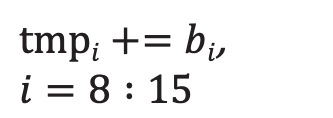 tmpᵢ += bᵢ,
i = 8 : 15